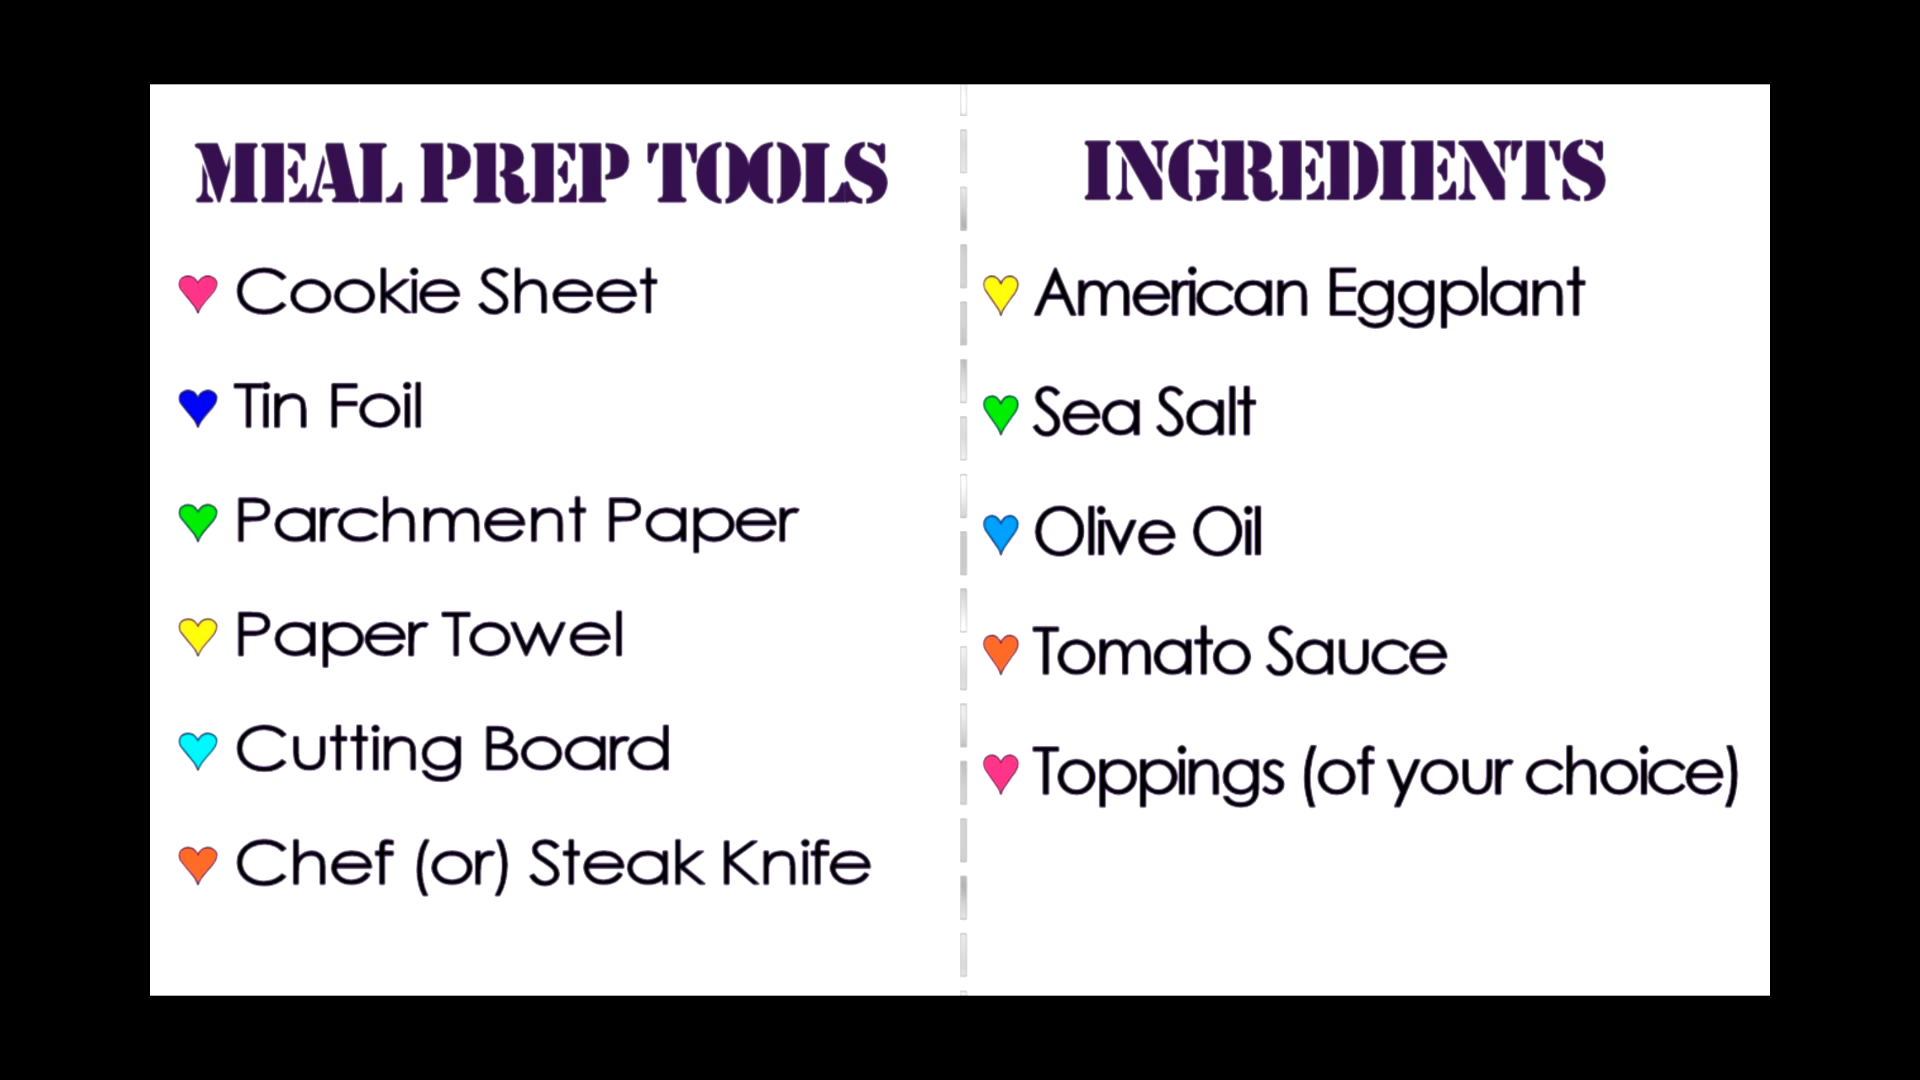 MEAL PREP TOOLS
Cookie Sheet
Tin Foil
Parchment Paper
Paper Towel
Cutting Board
Chef (or) Steak Knife
INGREDIENTS
American Eggplant
Sea Salt
Olive Oil
Tomato Sauce
Toppings (of your choice)